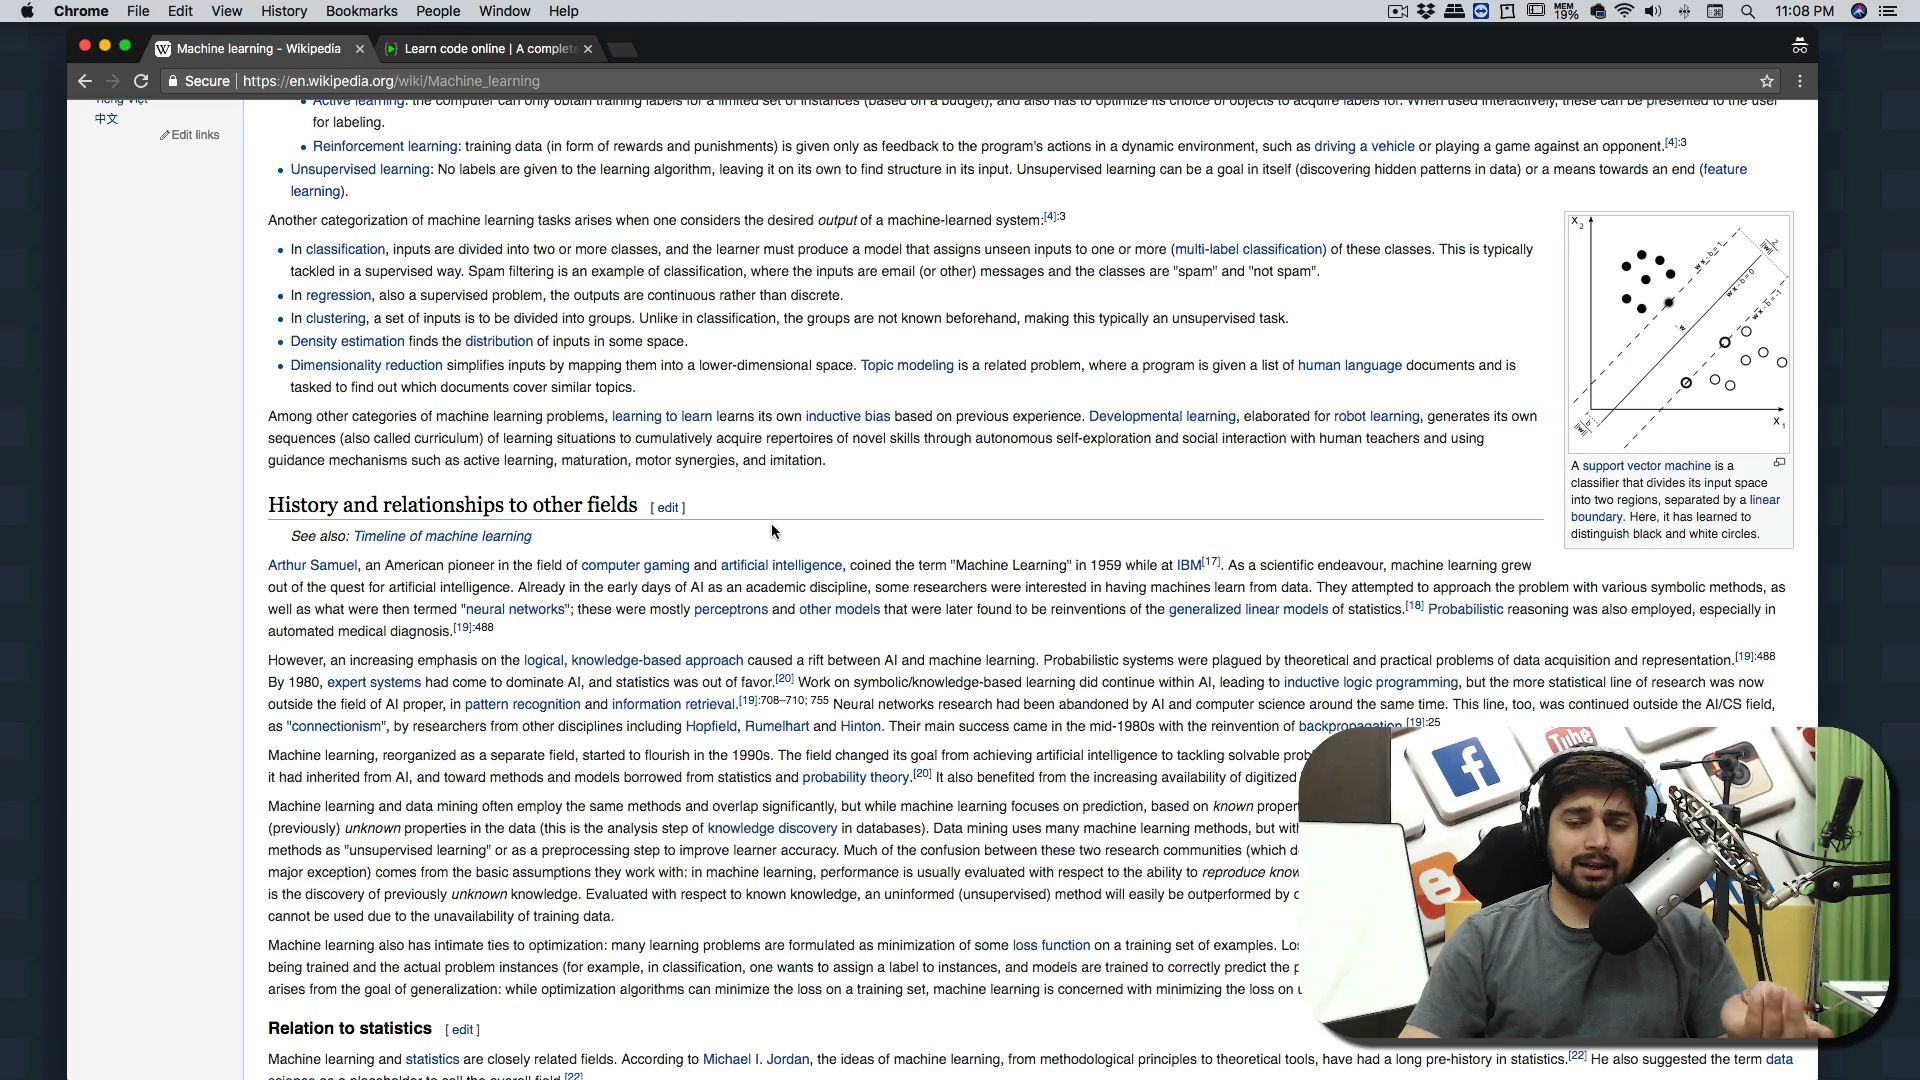 Chrome File Edit View History Bookmarks People Window Help MEM 19% 11:08 PM
Machine learning - Wikipedia Learn code online | A complete
Secure https://en.wikipedia.org/wiki/Machine_learning
Tiếng Việt
中文
Edit links
Active learning: the computer can only obtain training labels for a limited set of instances (based on a budget), and also has to optimize its choice of objects to acquire labels for. When used interactively, these can be presented to the user
for labeling.
Reinforcement learning: training data (in form of rewards and punishments) is given only as feedback to the program's actions in a dynamic environment, such as driving a vehicle or playing a game against an opponent.[4]:3
Unsupervised learning: No labels are given to the learning algorithm, leaving it on its own to find structure in its input. Unsupervised learning can be a goal in itself (discovering hidden patterns in data) or a means towards an end (feature
learning).
Another categorization of machine learning tasks arises when one considers the desired output of a machine-learned system:[4]:3
In classification, inputs are divided into two or more classes, and the learner must produce a model that assigns unseen inputs to one or more (multi-label classification) of these classes. This is typically
tackled in a supervised way. Spam filtering is an example of classification, where the inputs are email (or other) messages and the classes are "spam" and "not spam".
In regression, also a supervised problem, the outputs are continuous rather than discrete.
In clustering, a set of inputs is to be divided into groups. Unlike in classification, the groups are not known beforehand, making this typically an unsupervised task.
Density estimation finds the distribution of inputs in some space.
Dimensionality reduction simplifies inputs by mapping them into a lower-dimensional space. Topic modeling is a related problem, where a program is given a list of human language documents and is
tasked to find out which documents cover similar topics.
Among other categories of machine learning problems, learning to learn learns its own inductive bias based on previous experience. Developmental learning, elaborated for robot learning, generates its own
sequences (also called curriculum) of learning situations to cumulatively acquire repertoires of novel skills through autonomous self-exploration and social interaction with human teachers and using
guidance mechanisms such as active learning, maturation, motor synergies, and imitation.
X2
w x - b = 1
w x - b = 0
w x - b = -1
X1
A support vector machine is a
classifier that divides its input space
into two regions, separated by a linear
boundary. Here, it has learned to
distinguish black and white circles.
History and relationships to other fields [ edit ]
See also: Timeline of machine learning
Arthur Samuel, an American pioneer in the field of computer gaming and artificial intelligence, coined the term "Machine Learning" in 1959 while at IBM[17]. As a scientific endeavour, machine learning grew
out of the quest for artificial intelligence. Already in the early days of AI as an academic discipline, some researchers were interested in having machines learn from data. They attempted to approach the problem with various symbolic methods, as
well as what were then termed "neural networks"; these were mostly perceptrons and other models that were later found to be reinventions of the generalized linear models of statistics.[18] Probabilistic reasoning was also employed, especially in
automated medical diagnosis.[19]:488
However, an increasing emphasis on the logical, knowledge-based approach caused a rift between AI and machine learning. Probabilistic systems were plagued by theoretical and practical problems of data acquisition and representation.[19]:488
By 1980, expert systems had come to dominate AI, and statistics was out of favor.[20] Work on symbolic/knowledge-based learning did continue within AI, leading to inductive logic programming, but the more statistical line of research was now
outside the field of AI proper, in pattern recognition and information retrieval.[19]:708–710; 755 Neural networks research had been abandoned by AI and computer science around the same time. This line, too, was continued outside the AI/CS field,
as "connectionism", by researchers from other disciplines including Hopfield, Rumelhart and Hinton. Their main success came in the mid-1980s with the reinvention of backpropagation.[19]:25
Machine learning, reorganized as a separate field, started to flourish in the 1990s. The field changed its goal from achieving artificial intelligence to tackling solvable
it had inherited from AI, and toward methods and models borrowed from statistics and probability theory.[20] It also benefited from the increasing availability of digitized
Machine learning and data mining often employ the same methods and overlap significantly, but while machine learning focuses on prediction, based on known
(previously) unknown properties in the data (this is the analysis step of knowledge discovery in databases). Data mining uses many machine learning methods, but
methods as "unsupervised learning" or as a preprocessing step to improve learner accuracy. Much of the confusion between these two research communities (which
major exception) comes from the basic assumptions they work with: in machine learning, performance is usually evaluated with respect to the ability to reproduce
is the discovery of previously unknown knowledge. Evaluated with respect to known knowledge, an uninformed (unsupervised) method will easily be outperformed by
cannot be used due to the unavailability of training data.
Machine learning also has intimate ties to optimization: many learning problems are formulated as minimization of some loss function on a training set of examples.
being trained and the actual problem instances (for example, in classification, one wants to assign a label to instances, and models are trained to correctly predict the
arises from the goal of generalization: while optimization algorithms can minimize the loss on a training set, machine learning is concerned with minimizing the loss on
Tube
Relation to statistics [ edit ]
Machine learning and statistics are closely related fields. According to Michael I. Jordan, the ideas of machine learning, from methodological principles to theoretical tools, have had a long pre-history in statistics.[22] He also suggested the term data
science as a placeholder to call the overall field.[22]